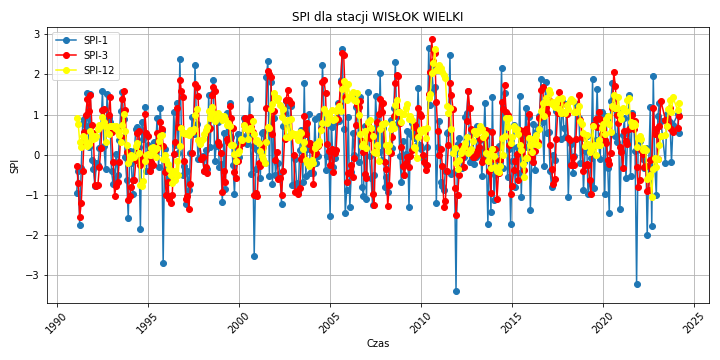 SPI dla stacji WISŁOK WIELKI
SPI-1
SPI-3
SPI-12
SPI
3
2
1
0
−1
−2
−3
1990 1995 2000 2005 2010 2015 2020 2025
Czas